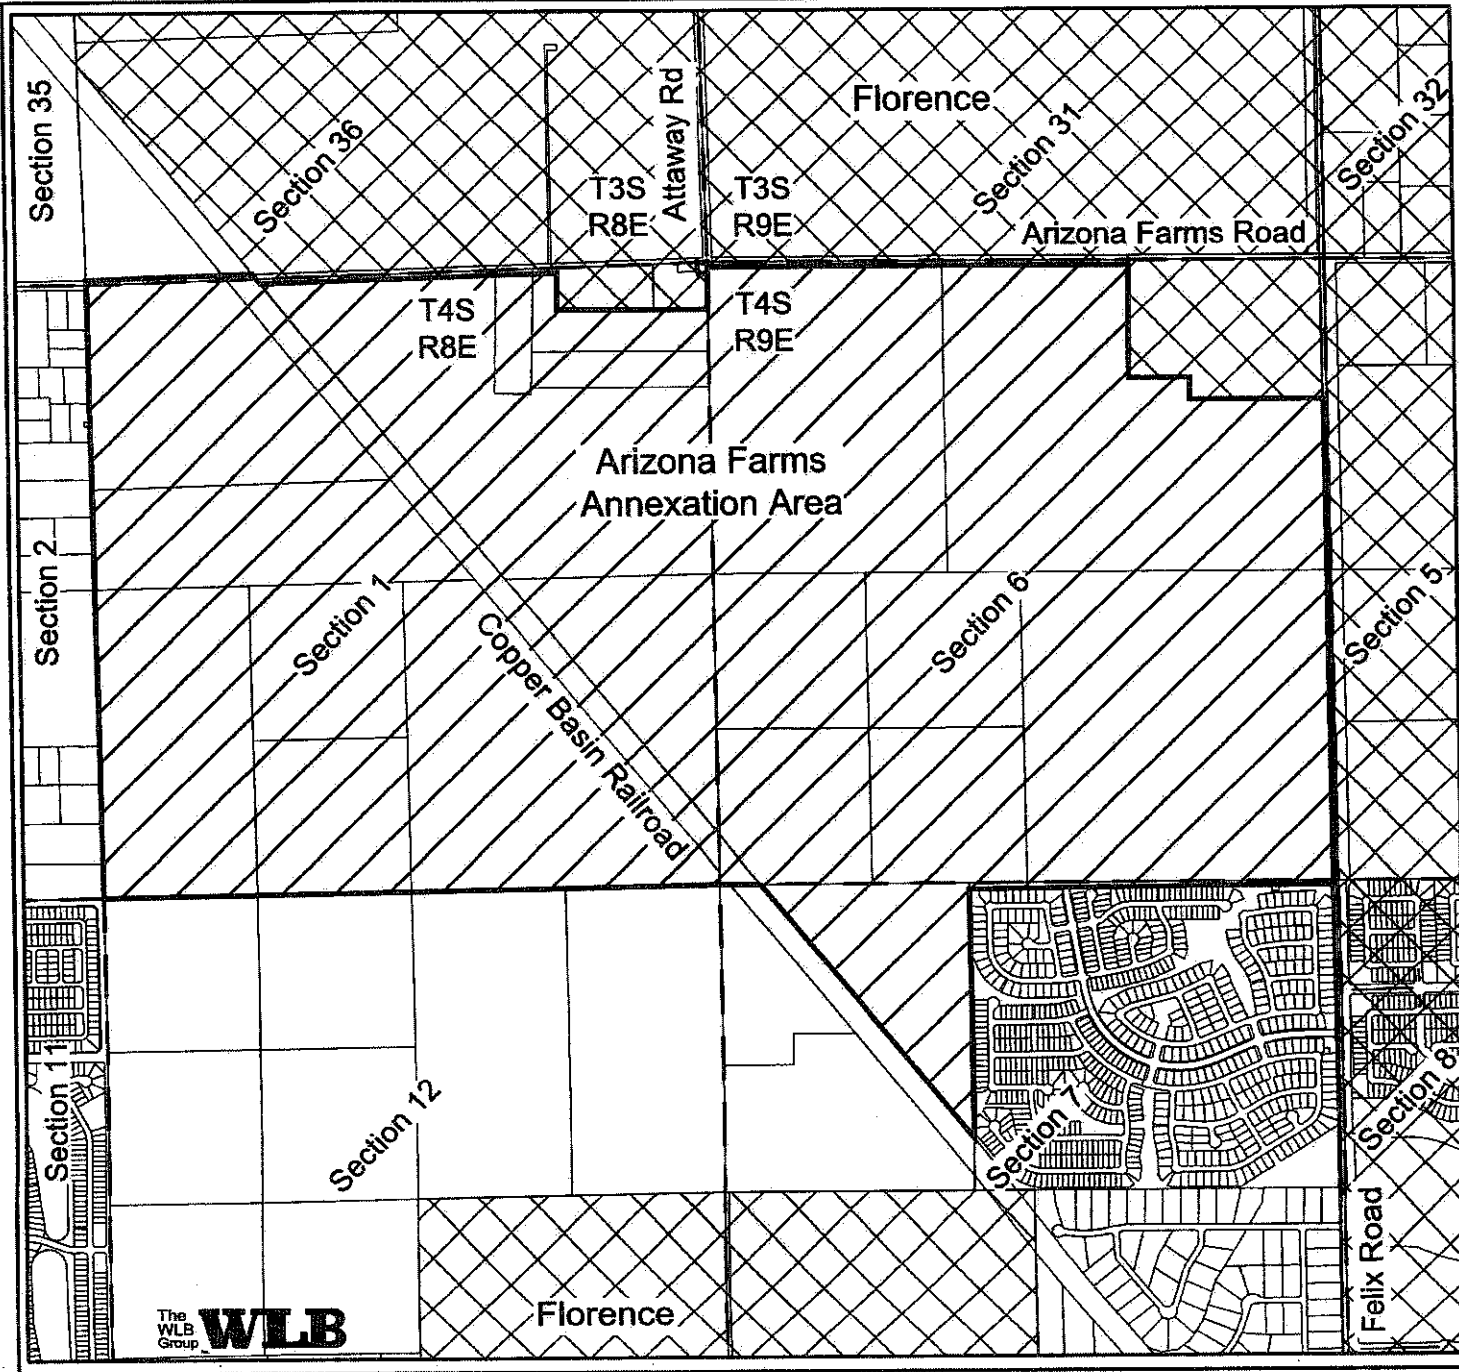 Section 35
Section 36
Attaway Rd
Florence
Section 31
Section 32
T3S
R8E
T3S
R9E
Arizona Farms Road
T4S
R8E
T4S
R9E
Arizona Farms
Annexation Area
Section 2
Section 1
Copper Basin Railroad
Section 6
Section 5
Section 11
Section 12
Section 7
Section 8
Felix Road
Florence
The
WLB
Group
WLB